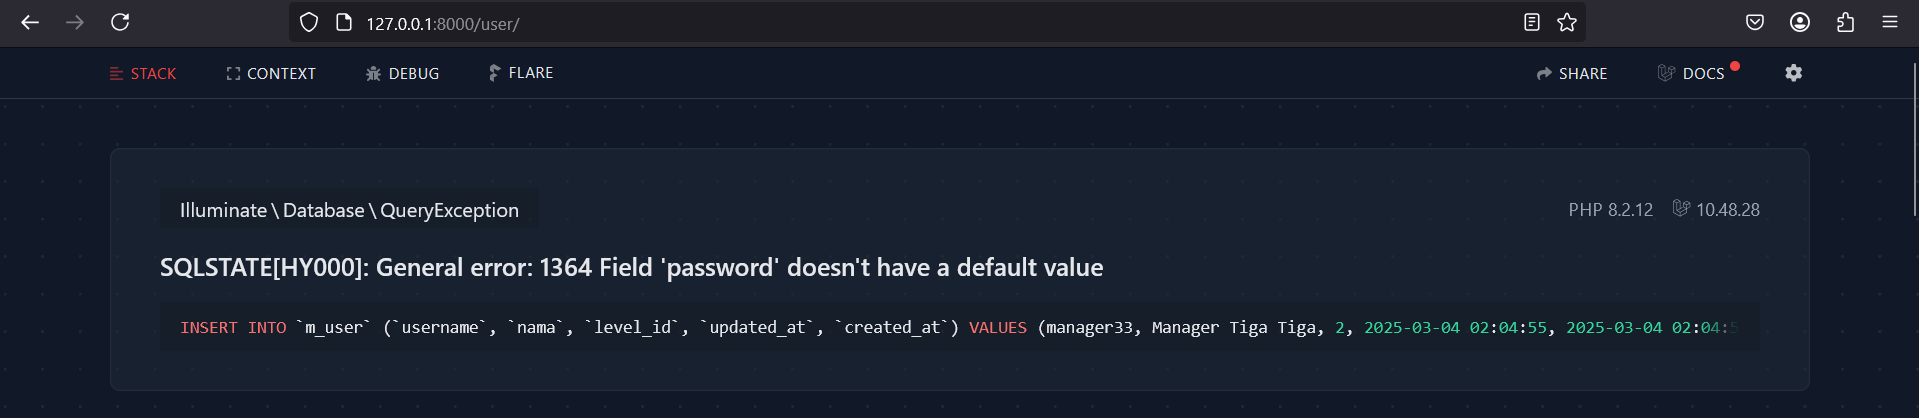 127.0.0.1:8000/user/
STACK CONTEXT DEBUG FLARE SHARE DOCS
Illuminate\Database\QueryException PHP 8.2.12 10.48.28
SQLSTATE[HY000]: General error: 1364 Field 'password' doesn't have a default value
INSERT INTO `m_user` (`username`, `nama`, `level_id`, `updated_at`, `created_at`) VALUES (manager33, Manager Tiga Tiga, 2, 2025-03-04 02:04:55, 2025-03-04 02:04:5